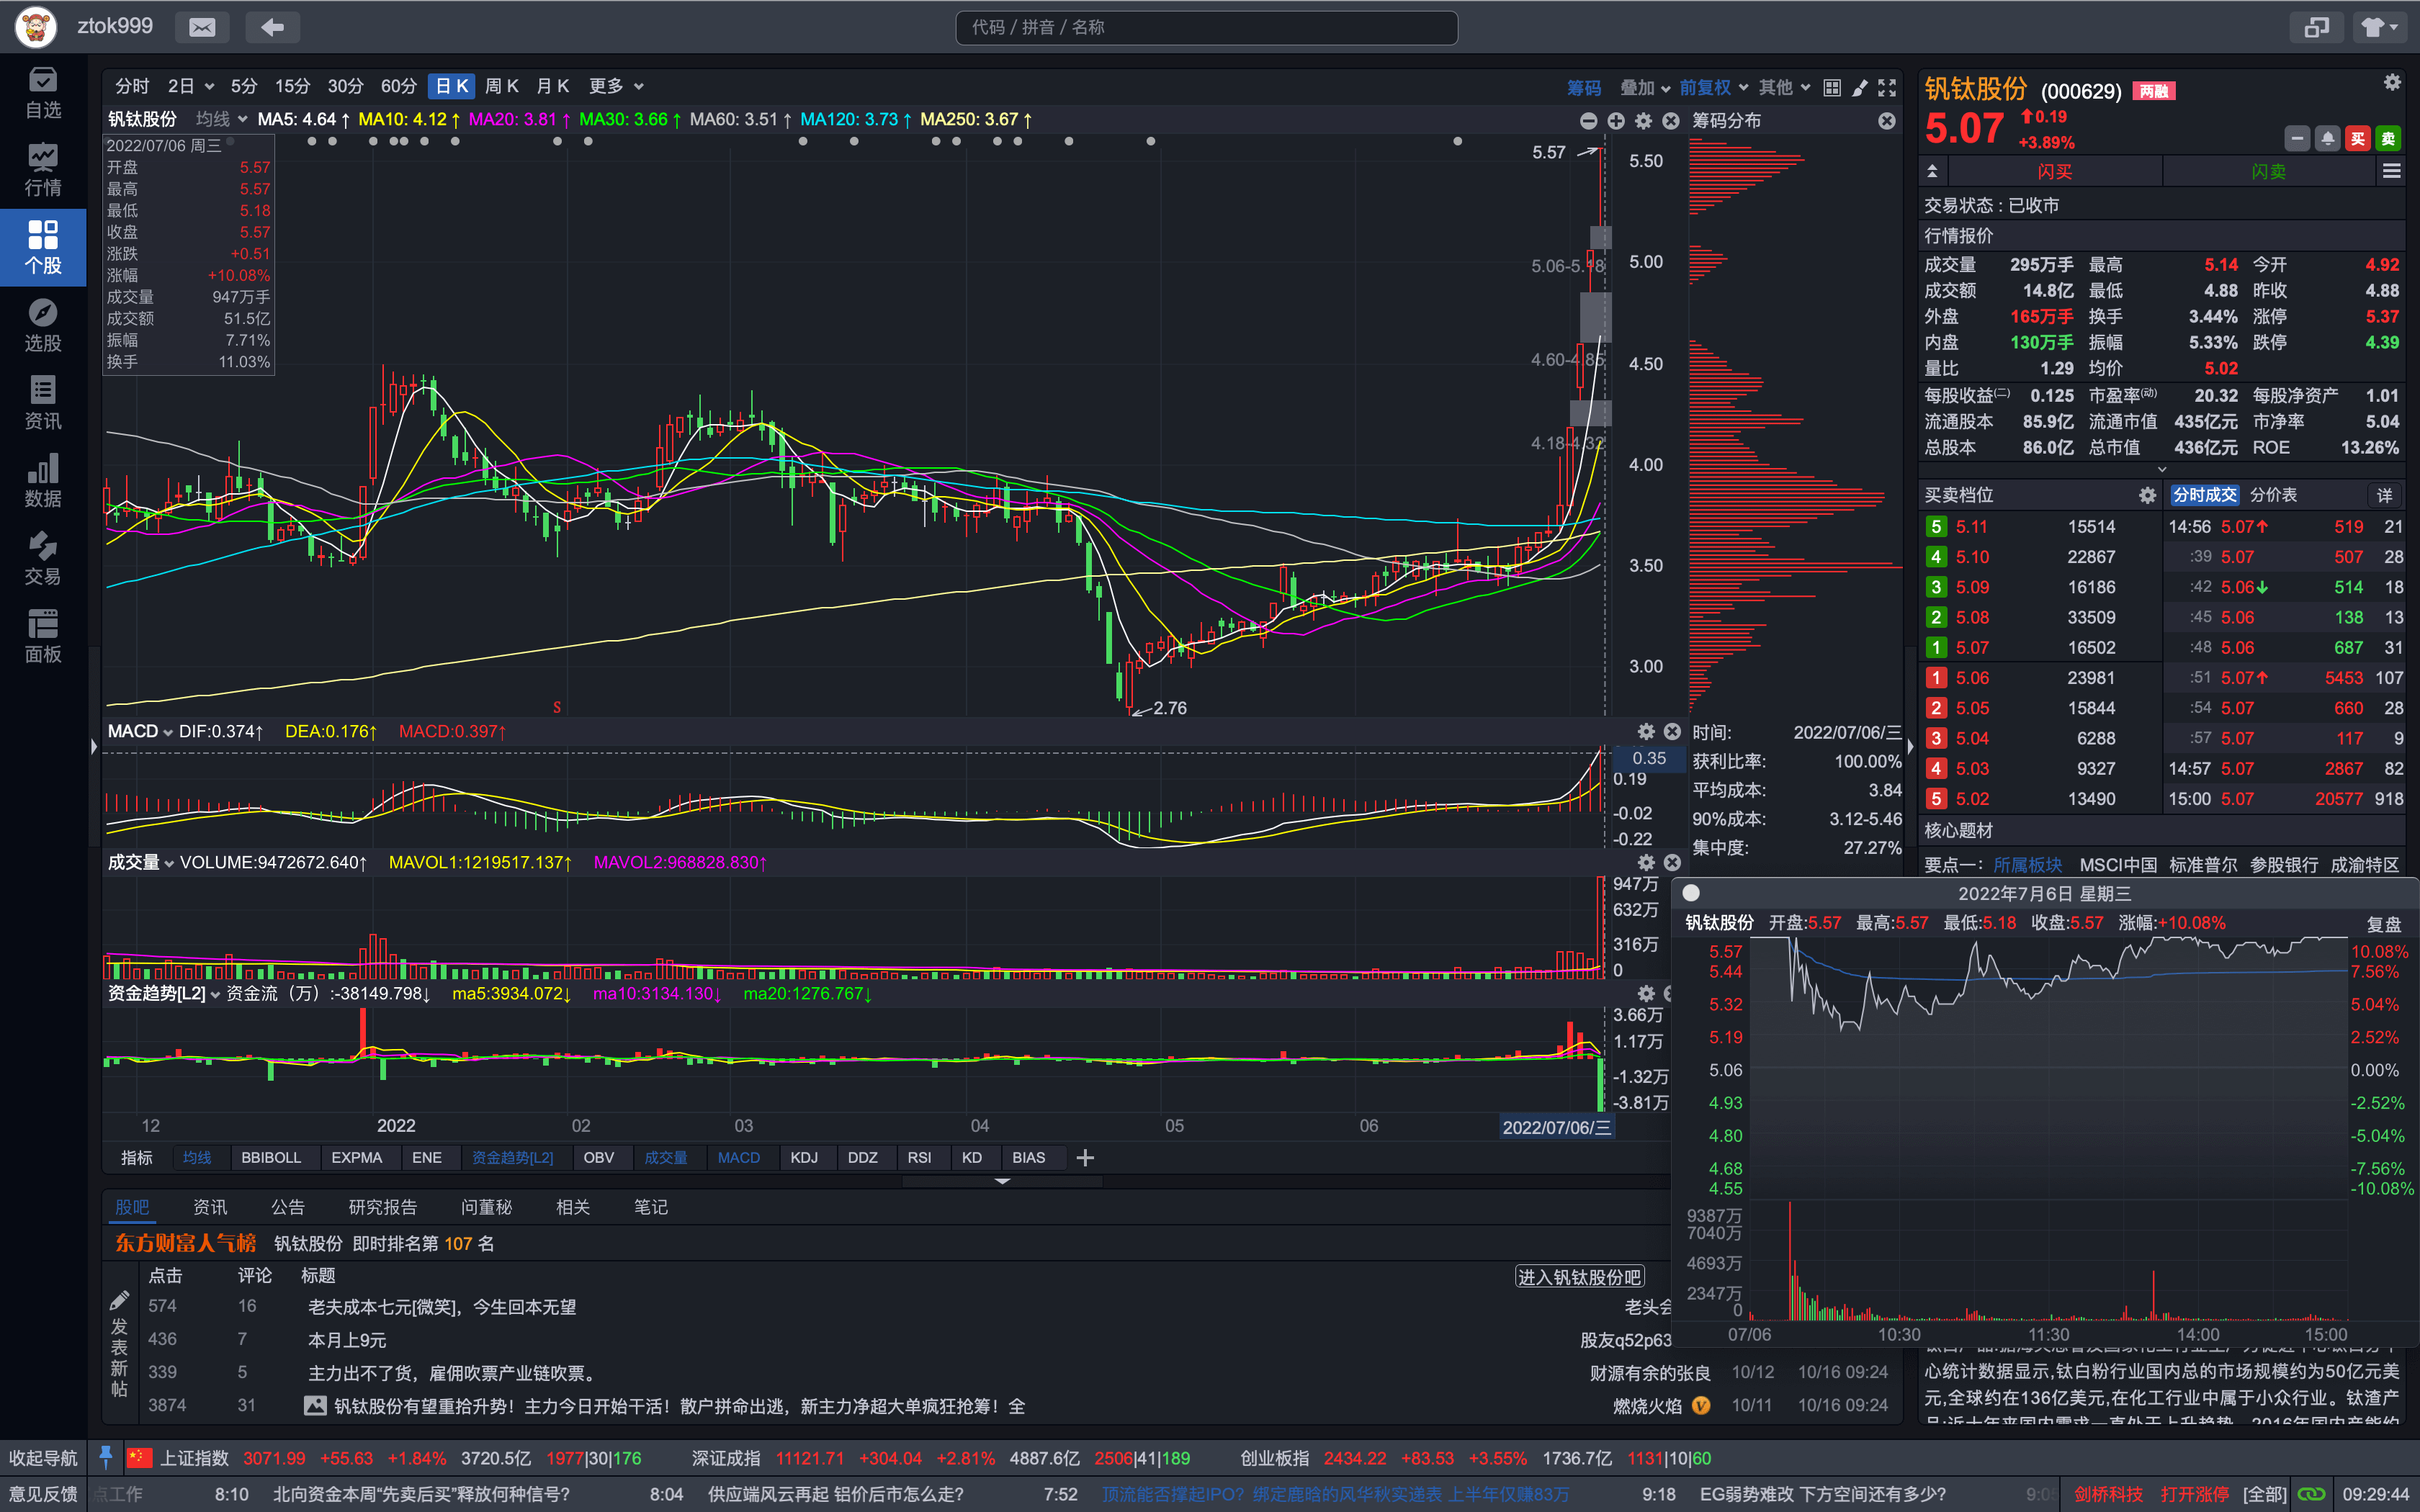 ztok999
代码 / 拼音 / 名称
自选
行情
个股
选股
资讯
数据
交易
面板
分时 2日 5分 15分 30分 60分 日K 周K 月K 更多 筹码 叠加 前复权 其他
钒钛股份 均线 MA5: 4.64↑ MA10: 4.12↑ MA20: 3.81↑ MA30: 3.66↑ MA60: 3.51↑ MA120: 3.73↑ MA250: 3.67↑
筹码分布
2022/07/06 周三
开盘 5.57
最高 5.57
最低 5.18
收盘 5.57
涨跌 +0.51
涨幅 +10.08%
成交量 947万手
成交额 51.5亿
振幅 7.71%
换手 11.03%
5.57
5.06-5.18
4.60-4.85
4.18-4.32
2.76
S
5.50
5.00
4.50
4.00
3.50
3.00
MACD DIF:0.374↑ DEA:0.176↑ MACD:0.397↑
0.35
0.19
-0.02
-0.22
时间: 2022/07/06/三
获利比率: 100.00%
平均成本: 3.84
90%成本: 3.12-5.46
集中度: 27.27%
成交量 VOLUME:9472672.640↑ MAVOL1:1219517.137↑ MAVOL2:968828.830↑
947万
632万
316万
0
资金趋势[L2] 资金流（万）:-38149.798↓ ma5:3934.072↓ ma10:3134.130↓ ma20:1276.767↓
3.66万
1.17万
-1.32万
-3.81万
12 2022 02 03 04 05 06 2022/07/06/三
指标 均线 BBIBOLL EXPMA ENE 资金趋势[L2] OBV 成交量 MACD KDJ DDZ RSI KD BIAS
股吧 资讯 公告 研究报告 问董秘 相关 笔记
东方财富人气榜 钒钛股份 即时排名第 107 名
点击 评论 标题 进入钒钛股份吧
发表新帖
574 16 老夫成本七元[微笑]，今生回本无望 老头会
436 7 本月上9元 股友q52p63
339 5 主力出不了货，雇佣吹票产业链吹票。 财源有余的张良 10/12 10/16 09:24
3874 31 钒钛股份有望重拾升势！主力今日开始干活！散户拼命出逃，新主力净超大单疯狂抢筹！全 燃烧火焰 V 10/11 10/16 09:24
钒钛股份 (000629) 两融
5.07 0.19
+3.89%
买 卖
闪买 闪卖
交易状态：已收市
行情报价
成交量 295万手 最高 5.14 今开 4.92
成交额 14.8亿 最低 4.88 昨收 4.88
外盘 165万手 换手 3.44% 涨停 5.37
内盘 130万手 振幅 5.33% 跌停 4.39
量比 1.29 均价 5.02
每股收益(二) 0.125 市盈率(动) 20.32 每股净资产 1.01
流通股本 85.9亿 流通市值 435亿元 市净率 5.04
总股本 86.0亿 总市值 436亿元 ROE 13.26%
买卖档位 分时成交 分价表 详
5 5.11 15514 14:56 5.07↑ 519 21
4 5.10 22867 :39 5.07 507 28
3 5.09 16186 :42 5.06↓ 514 18
2 5.08 33509 :45 5.06 138 13
1 5.07 16502 :48 5.06 687 31
1 5.06 23981 :51 5.07↑ 5453 107
2 5.05 15844 :54 5.07 660 28
3 5.04 6288 :57 5.07 117 9
4 5.03 9327 14:57 5.07 2867 82
5 5.02 13490 15:00 5.07 20577 918
核心题材
要点一: 所属板块 MSCI中国 标准普尔 参股银行 成渝特区
2022年7月6日 星期三
钒钛股份 开盘:5.57 最高:5.57 最低:5.18 收盘:5.57 涨幅:+10.08% 复盘
5.57 10.08%
5.44 7.56%
5.32 5.04%
5.19 2.52%
5.06 0.00%
4.93 -2.52%
4.80 -5.04%
4.68 -7.56%
4.55 -10.08%
9387万
7040万
4693万
2347万
0
07/06 10:30 11:30 14:00 15:00
心统计数据显示,钛白粉行业国内总的市场规模约为50亿元美
元,全球约在136亿美元,在化工行业中属于小众行业。钛渣产
收起导航 上证指数 3071.99 +55.63 +1.84% 3720.5亿 1977|30|176 深证成指 11121.71 +304.04 +2.81% 4887.6亿 2506|41|189 创业板指 2434.22 +83.53 +3.55% 1736.7亿 1131|10|60
意见反馈 点工作 8:10 北向资金本周“先卖后买”释放何种信号？ 8:04 供应端风云再起 铝价后市怎么走？ 7:52 顶流能否撑起IPO？绑定鹿晗的风华秋实递表 上半年仅赚83万 9:18 EG弱势难改 下方空间还有多少？ 剑桥科技 打开涨停 [全部] 09:29:44